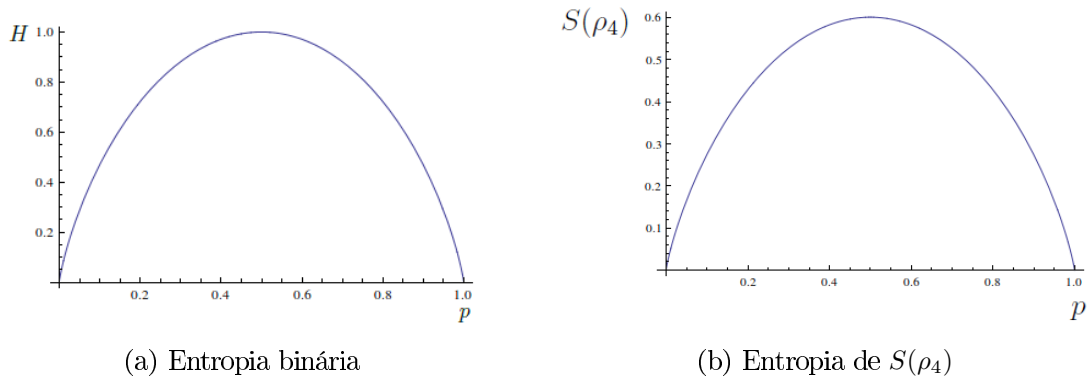 H
1.0
0.8
0.6
0.4
0.2
0.2 0.4 0.6 0.8 1.0
p
(a) Entropia binária
S(ρ₄)
0.6
0.5
0.4
0.3
0.2
0.1
0.2 0.4 0.6 0.8 1.0
p
(b) Entropia de S(ρ₄)